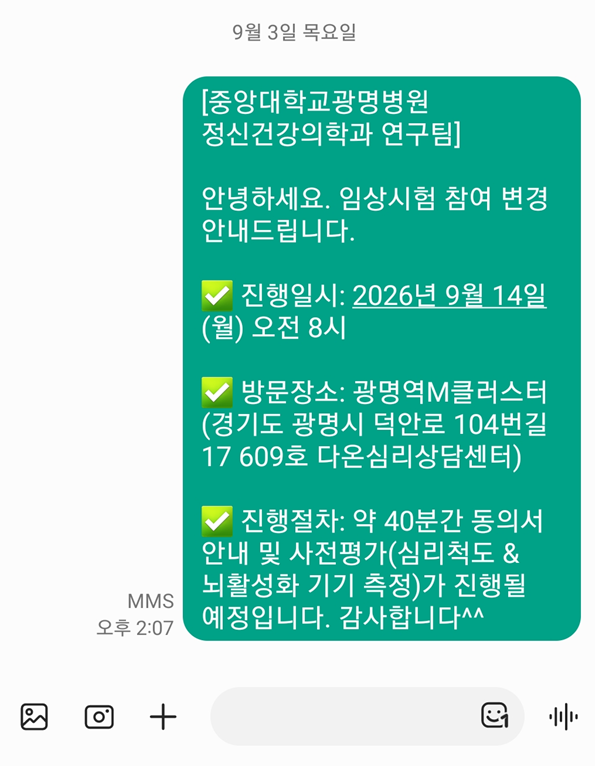 9월 3일 목요일
[중앙대학교광명병원
정신건강의학과 연구팀]
안녕하세요. 임상시험 참여 변경
안내드립니다.
✅ 진행일시: 2026년 9월 14일
(월) 오전 8시
✅ 방문장소: 광명역M클러스터
(경기도 광명시 덕안로 104번길
17 609호 다온심리상담센터)
✅ 진행절차: 약 40분간 동의서
안내 및 사전평가(심리척도 &
뇌활성화 기기 측정)가 진행될
예정입니다. 감사합니다^^
MMS
오후 2:07